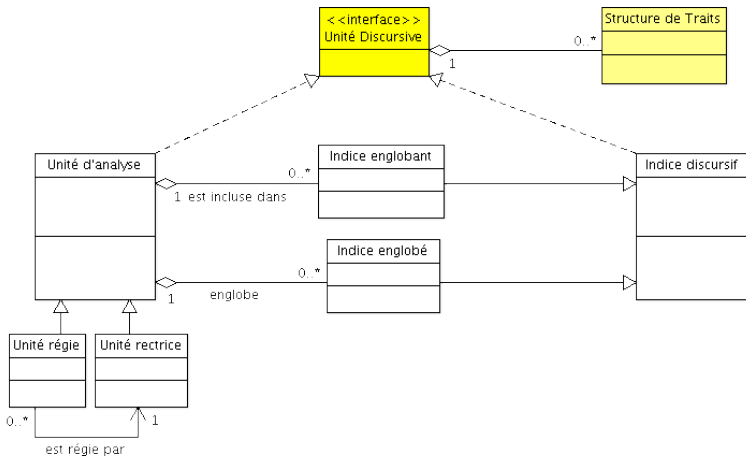 <<interface>>
Unité Discursive
Structure de Traits
0..*
1
Unité d'analyse
Indice englobant
Indice discursif
0..*
1 est incluse dans
Indice englobé
0..*
1
englobe
Unité régie
Unité rectrice
0..*
1
est régie par